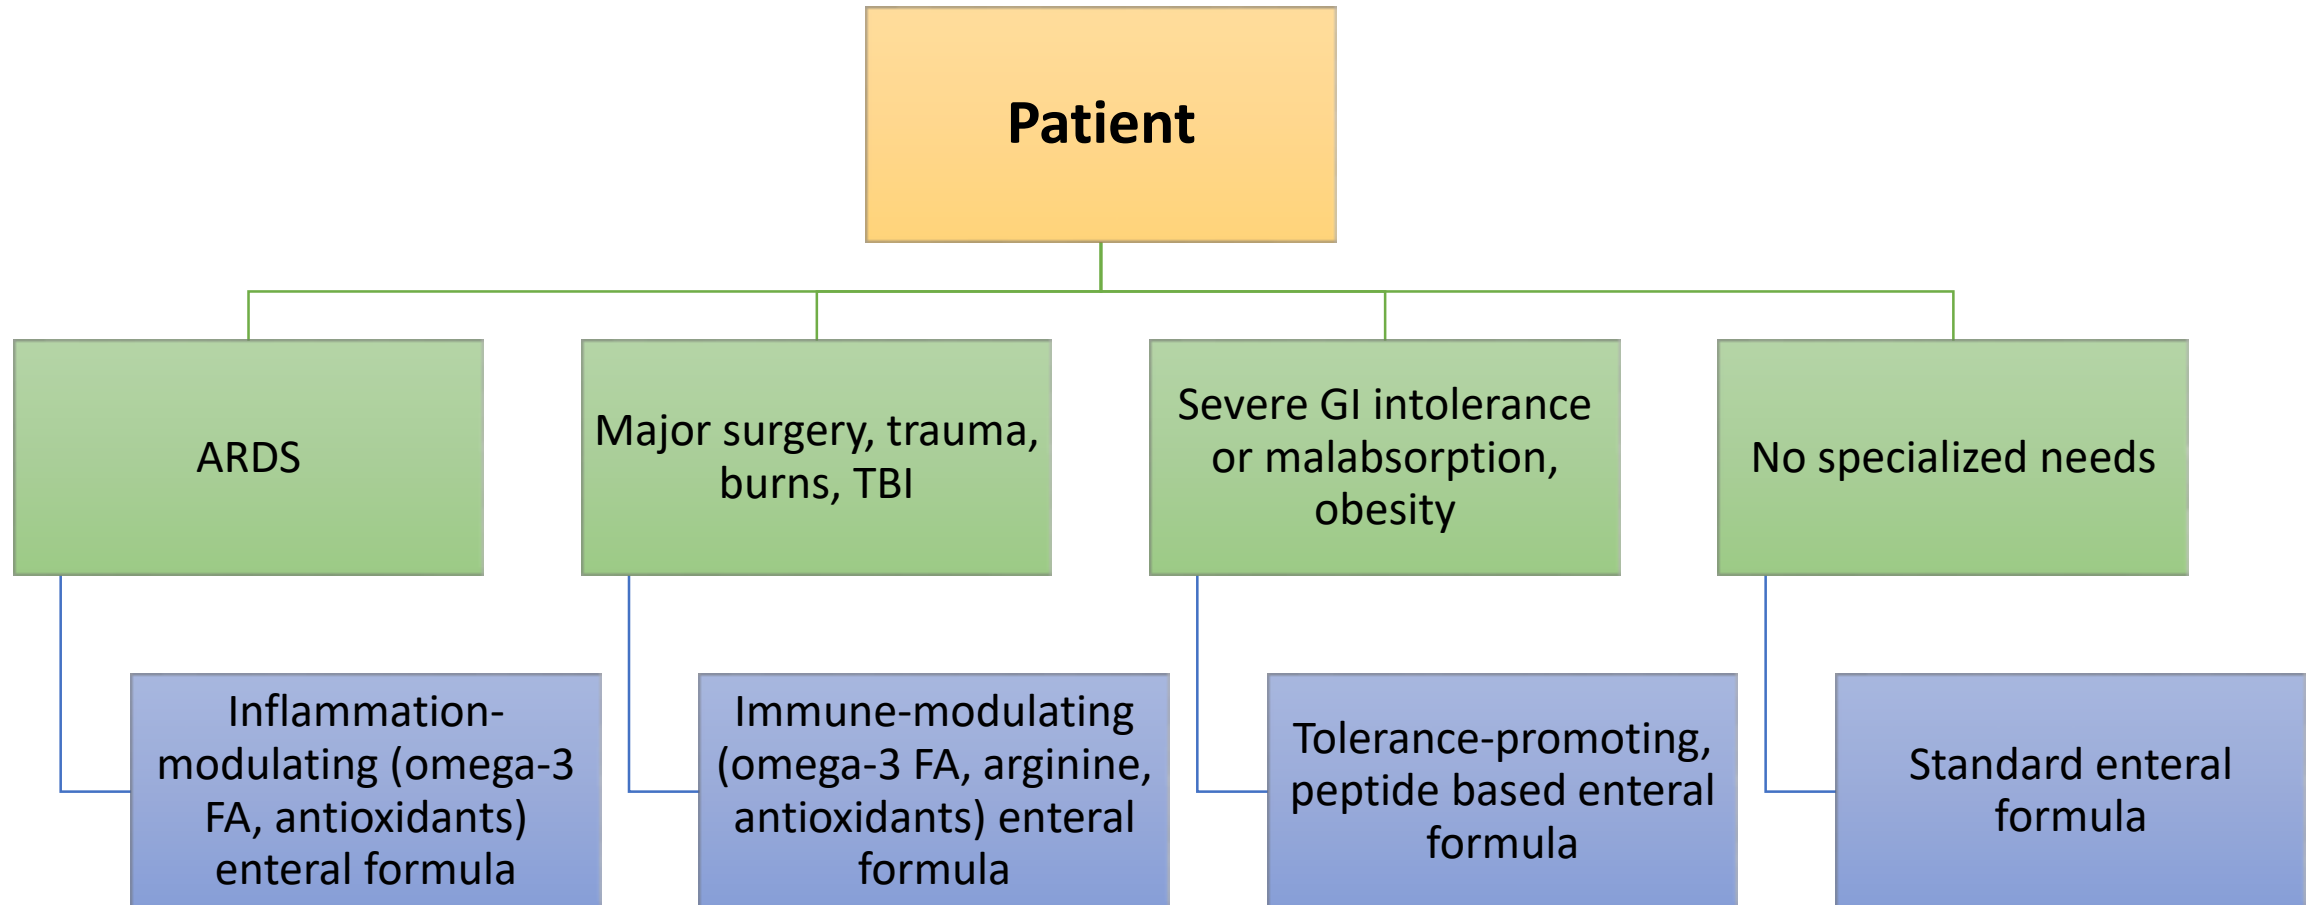 Patient
ARDS
Major surgery, trauma,
burns, TBI
Severe GI intolerance
or malabsorption,
obesity
No specialized needs
Inflammation-
modulating (omega-3
FA, antioxidants)
enteral formula
Immune-modulating
(omega-3 FA, arginine,
antioxidants) enteral
formula
Tolerance-promoting,
peptide based enteral
formula
Standard enteral
formula